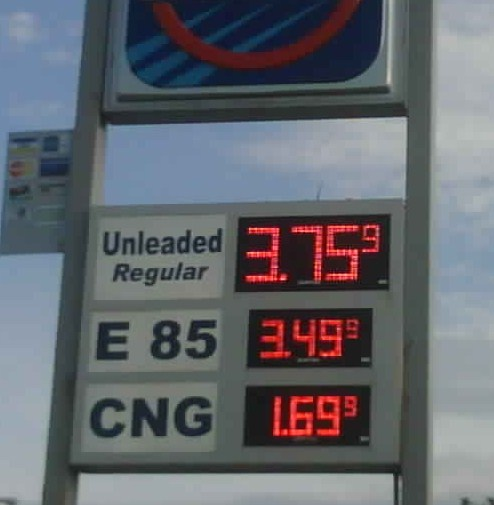 Unleaded 3.75 9
Regular
E 85 3.49 9
CNG 1.69 9